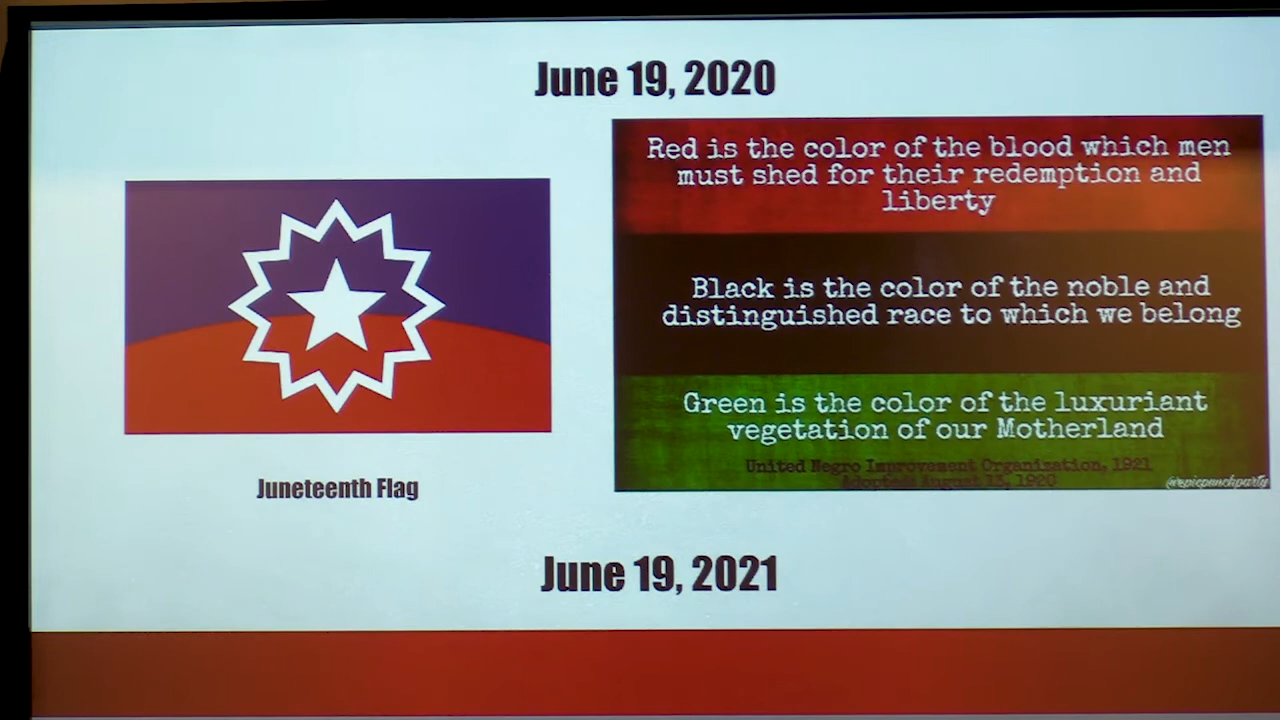 June 19, 2020
Red is the color of the blood which men
must shed for their redemption and
liberty
Black is the color of the noble and
distinguished race to which we belong
Green is the color of the luxuriant
vegetation of our Motherland
United Negro Improvement Organization, 1921
Adopted August 13, 1920
@epicpunchparty
Juneteenth Flag
June 19, 2021